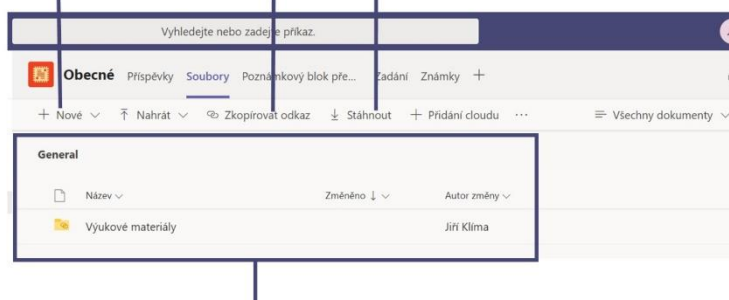 Vyhledejte nebo zadejte příkaz.
Obecné Příspěvky Soubory Poznámkový blok pře... Zadání Známky +
+ Nové Nahrát Zkopírovat odkaz Stáhnout + Přidání cloudu ... Všechny dokumenty
General
Název Změněno ↓ Autor změny
Výukové materiály Jiří Klíma